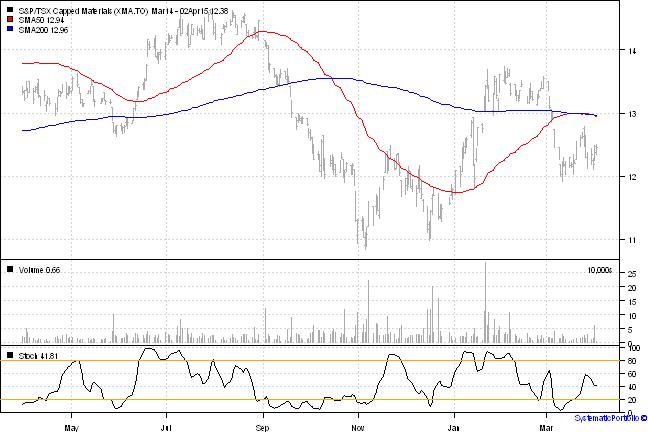 S&P/TSX Capped Materials (XMA.TO) Mar14 - 02Apr15: 12.38
SMA50 12.94
SMA200 12.96
14
13
12
11
Volume 0.66
10,000s
25
20
15
10
5
0
Stoch 41.81
100
80
60
40
20
0
May
Jul
Sep
Nov
Jan
Mar
SystematicPortfolio ©